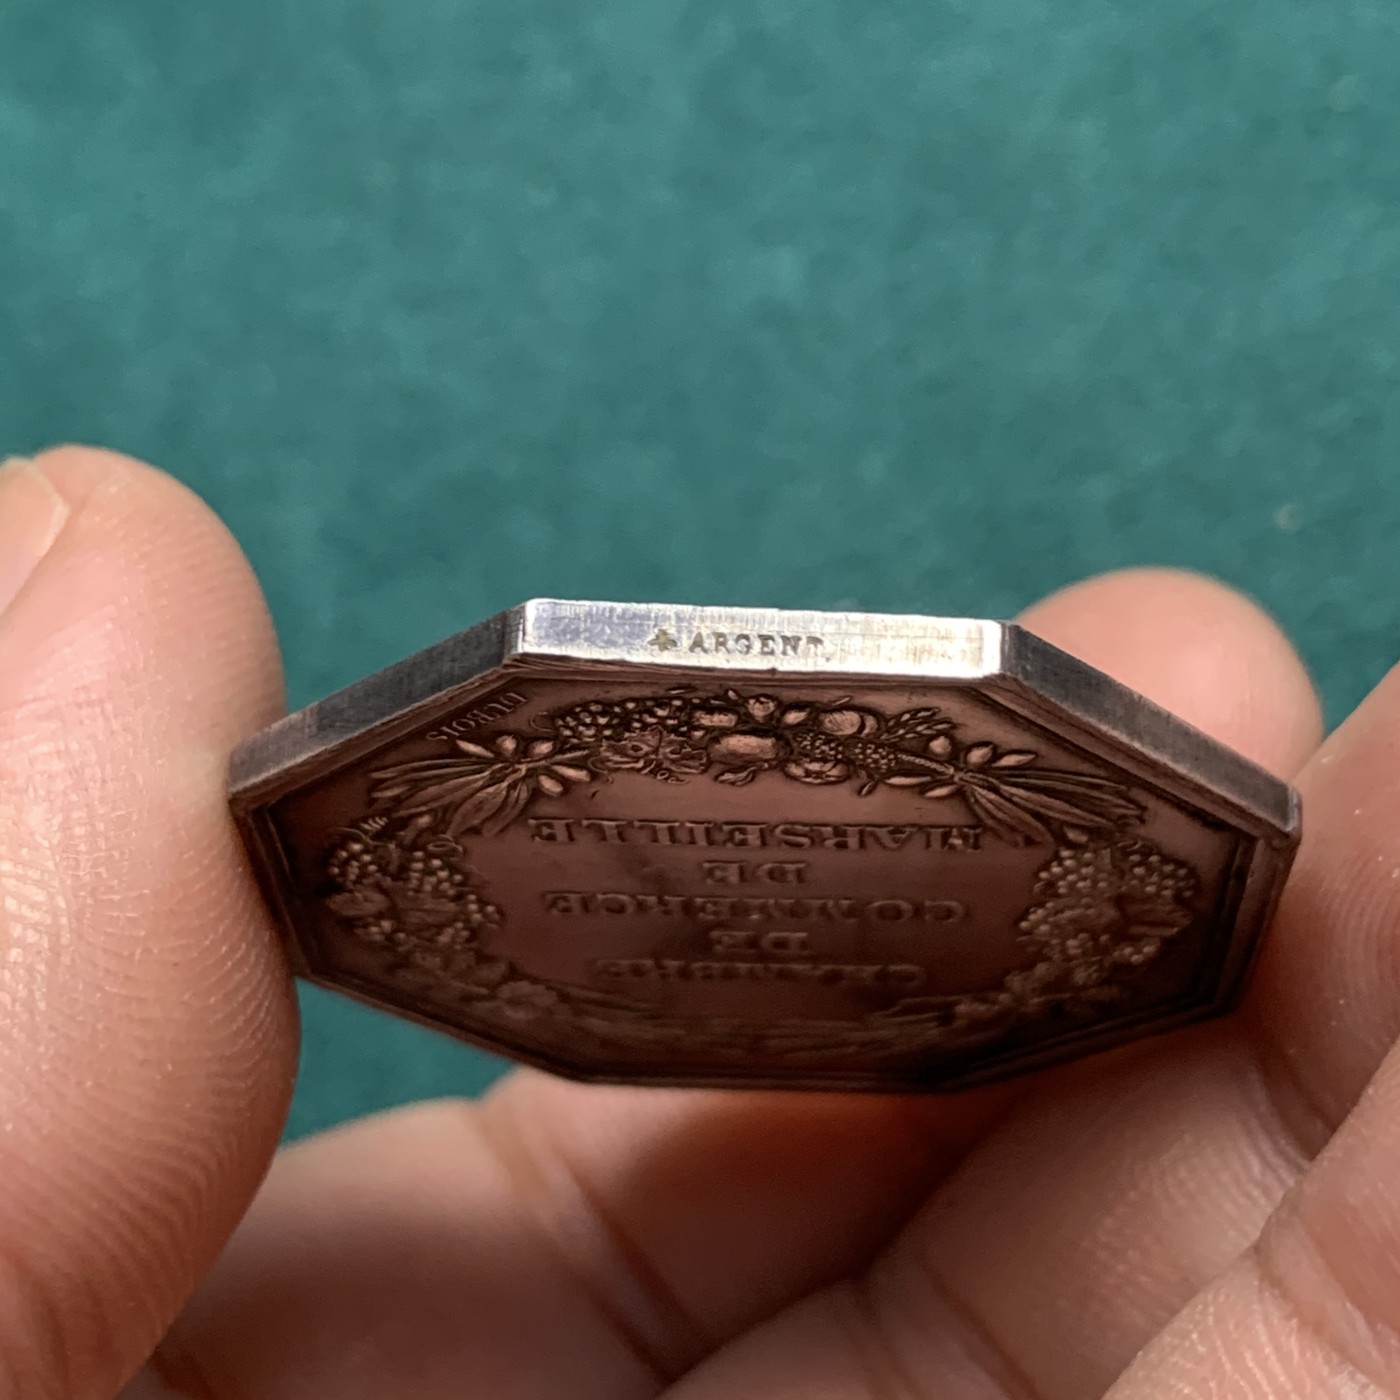 ARGENT
CHAMBRE
DE
COMMERCE
DE
MARSEILLE
DUBOIS